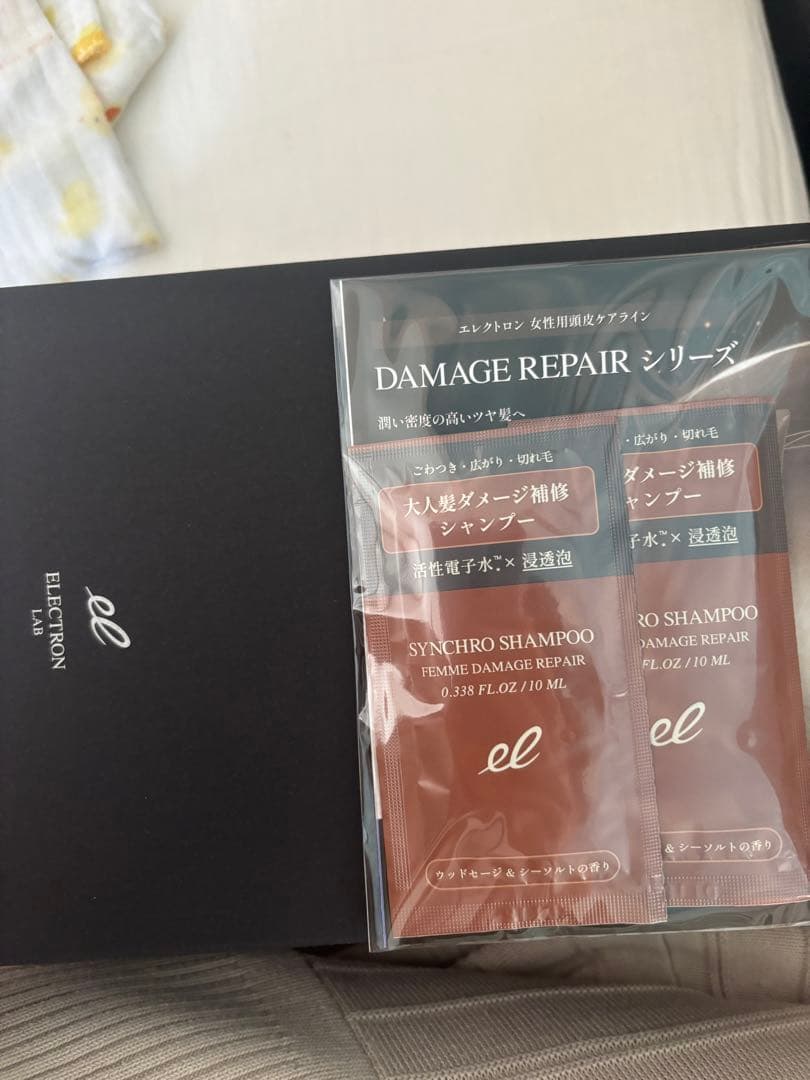 el
ELECTRON
LAB
エレクトロン 女性用頭皮ケアライン
DAMAGE REPAIR シリーズ
潤い密度の高いツヤ髪へ
ごわつき・広がり・切れ毛
大人髪ダメージ補修
シャンプー
活性電子水™× 浸透泡
SYNCHRO SHAMPOO
FEMME DAMAGE REPAIR
0.338 FL.OZ / 10 ML
el
ウッドセージ & シーソルトの香り
・広がり・切れ毛
ダメージ補修
ャンプー
子水™× 浸透泡
RO SHAMPOO
DAMAGE REPAIR
FL.OZ / 10 ML
el
& シーソルトの香り